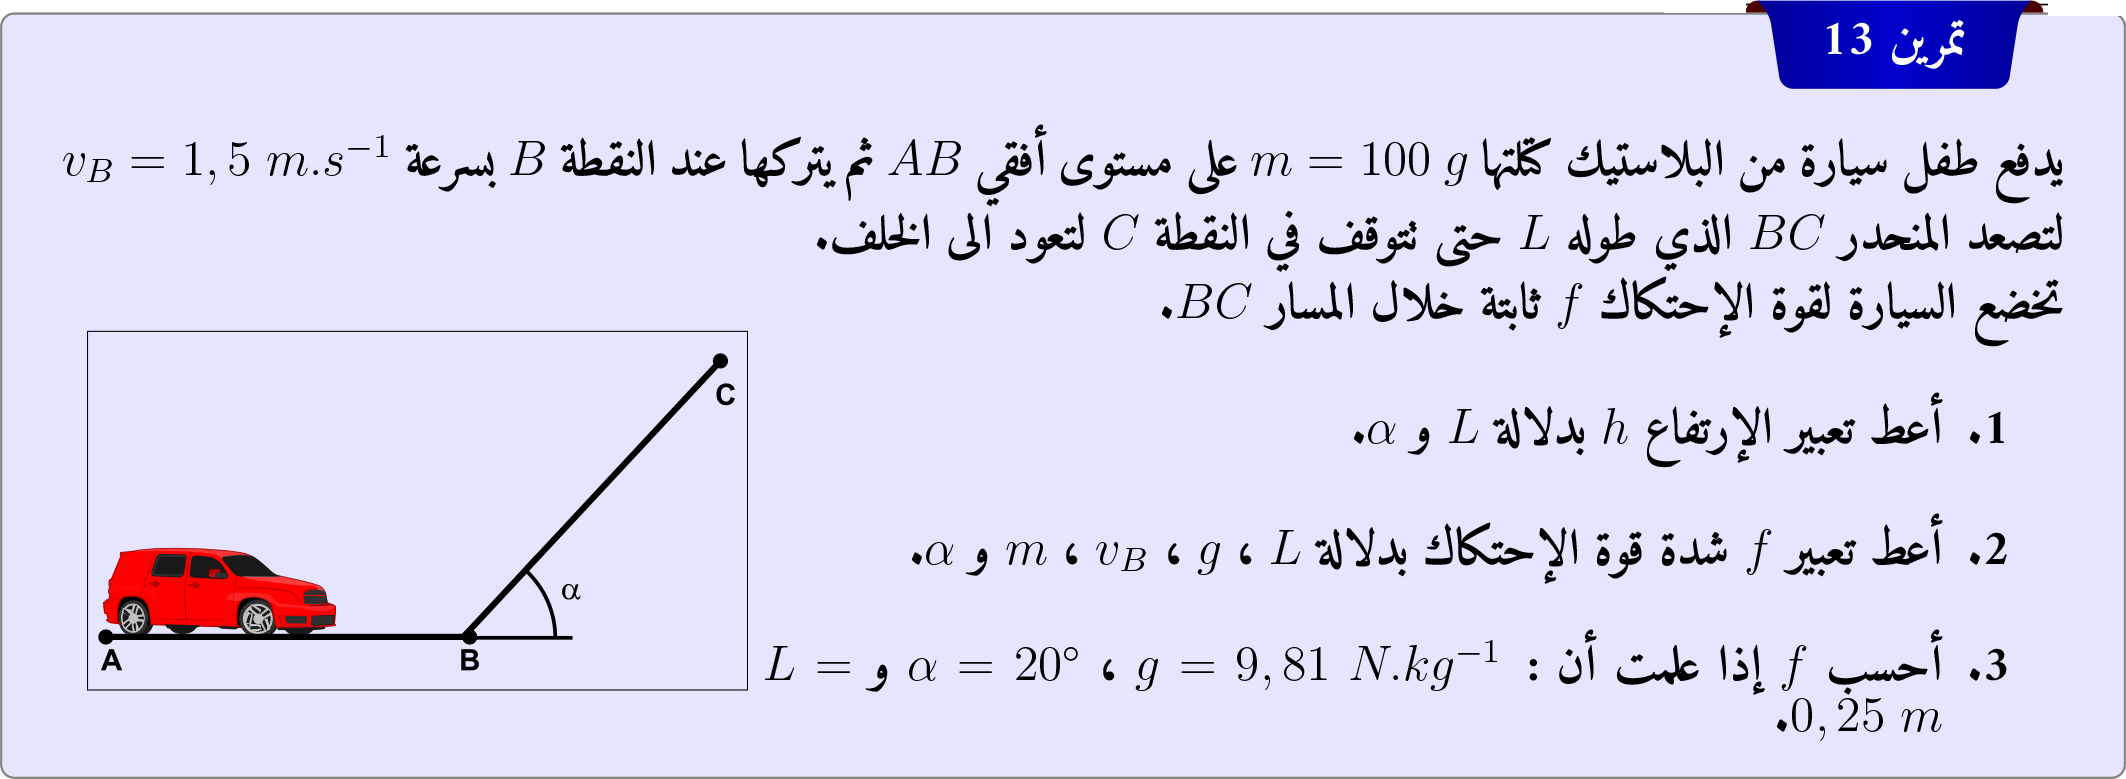 تمرين 13
يدفع طفل سيارة من البلاستيك كتلتها m = 100 g على مستوى أفقي AB ثم يتركها عند النقطة B بسرعة v_B = 1,5 m.s⁻¹
لتصعد المنحدر BC الذي طوله L حتى تتوقف في النقطة C لتعود الى الخلف.
تخضع السيارة لقوة الإحتكاك f ثابتة خلال المسار BC.
1. أعط تعبير الإرتفاع h بدلالة L و α.
2. أعط تعبير f شدة قوة الإحتكاك بدلالة L ، g ، v_B ، m و α.
3. أحسب f إذا علمت أن : g = 9,81 N.kg⁻¹ ، α = 20° و L =
0,25 m.
C
α
A
B